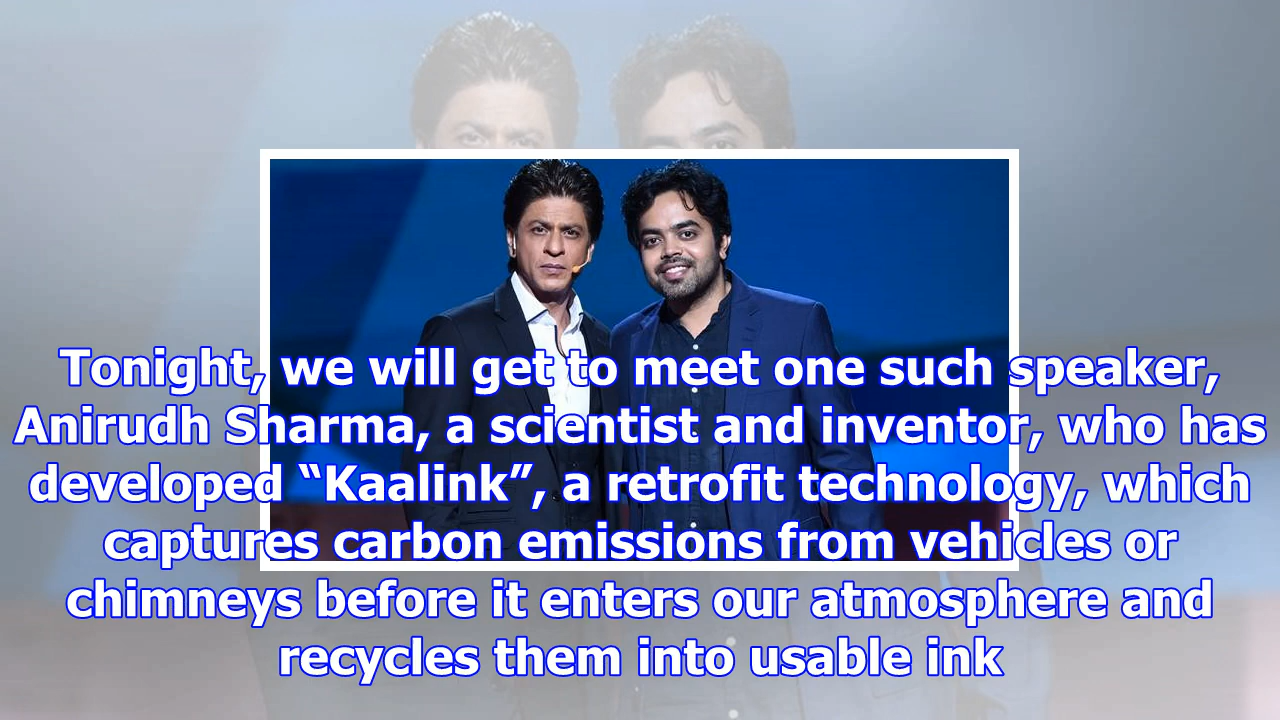 Tonight, we will get to meet one such speaker,
Anirudh Sharma, a scientist and inventor, who has
developed “Kaalink”, a retrofit technology, which
captures carbon emissions from vehicles or
chimneys before it enters our atmosphere and
recycles them into usable ink